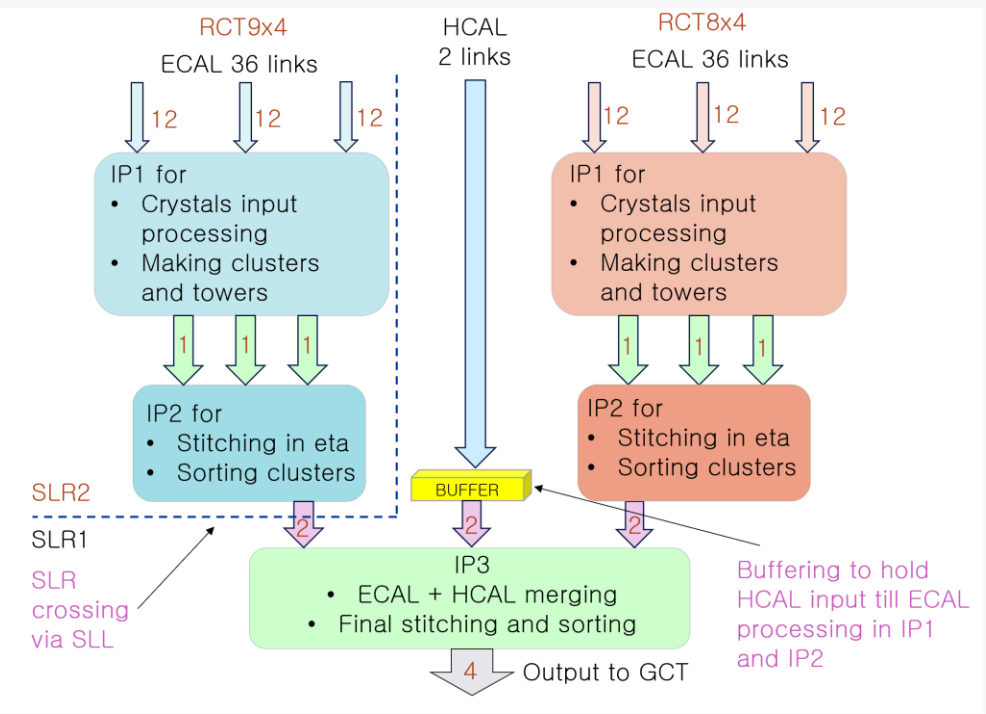 RCT9x4
ECAL 36 links
HCAL
2 links
RCT8x4
ECAL 36 links
12
12
12
12
12
12
IP1 for
• Crystals input
processing
• Making clusters
and towers
IP1 for
• Crystals input
processing
• Making clusters
and towers
1
1
1
1
1
1
IP2 for
• Stitching in eta
• Sorting clusters
IP2 for
• Stitching in eta
• Sorting clusters
BUFFER
SLR2
SLR1
2
2
2
SLR
crossing
via SLL
IP3
• ECAL + HCAL merging
• Final stitching and sorting
Buffering to hold
HCAL input till ECAL
processing in IP1
and IP2
4
Output to GCT